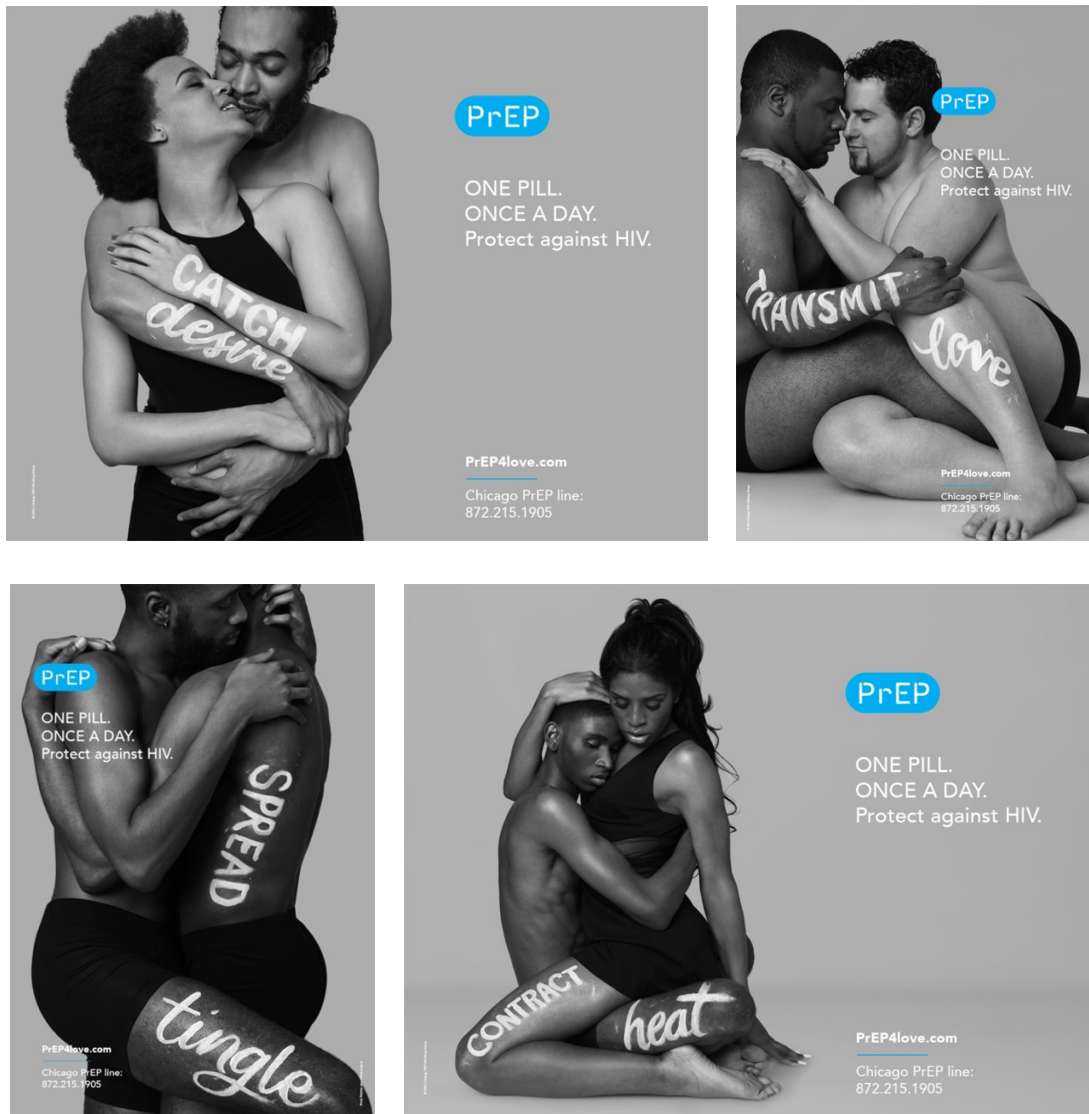 PrEP
ONE PILL.
ONCE A DAY.
Protect against HIV.
CATCH
desire
PrEP4love.com
Chicago PrEP line:
872.215.1905
PrEP
ONE PILL.
ONCE A DAY.
Protect against HIV.
TRANSMIT
love
PrEP4love.com
Chicago PrEP line:
872.215.1905
PrEP
ONE PILL.
ONCE A DAY.
Protect against HIV.
SPREAD
tingle
PrEP4love.com
Chicago PrEP line:
872.215.1905
PrEP
ONE PILL.
ONCE A DAY.
Protect against HIV.
CONTRACT
heat
PrEP4love.com
Chicago PrEP line:
872.215.1905